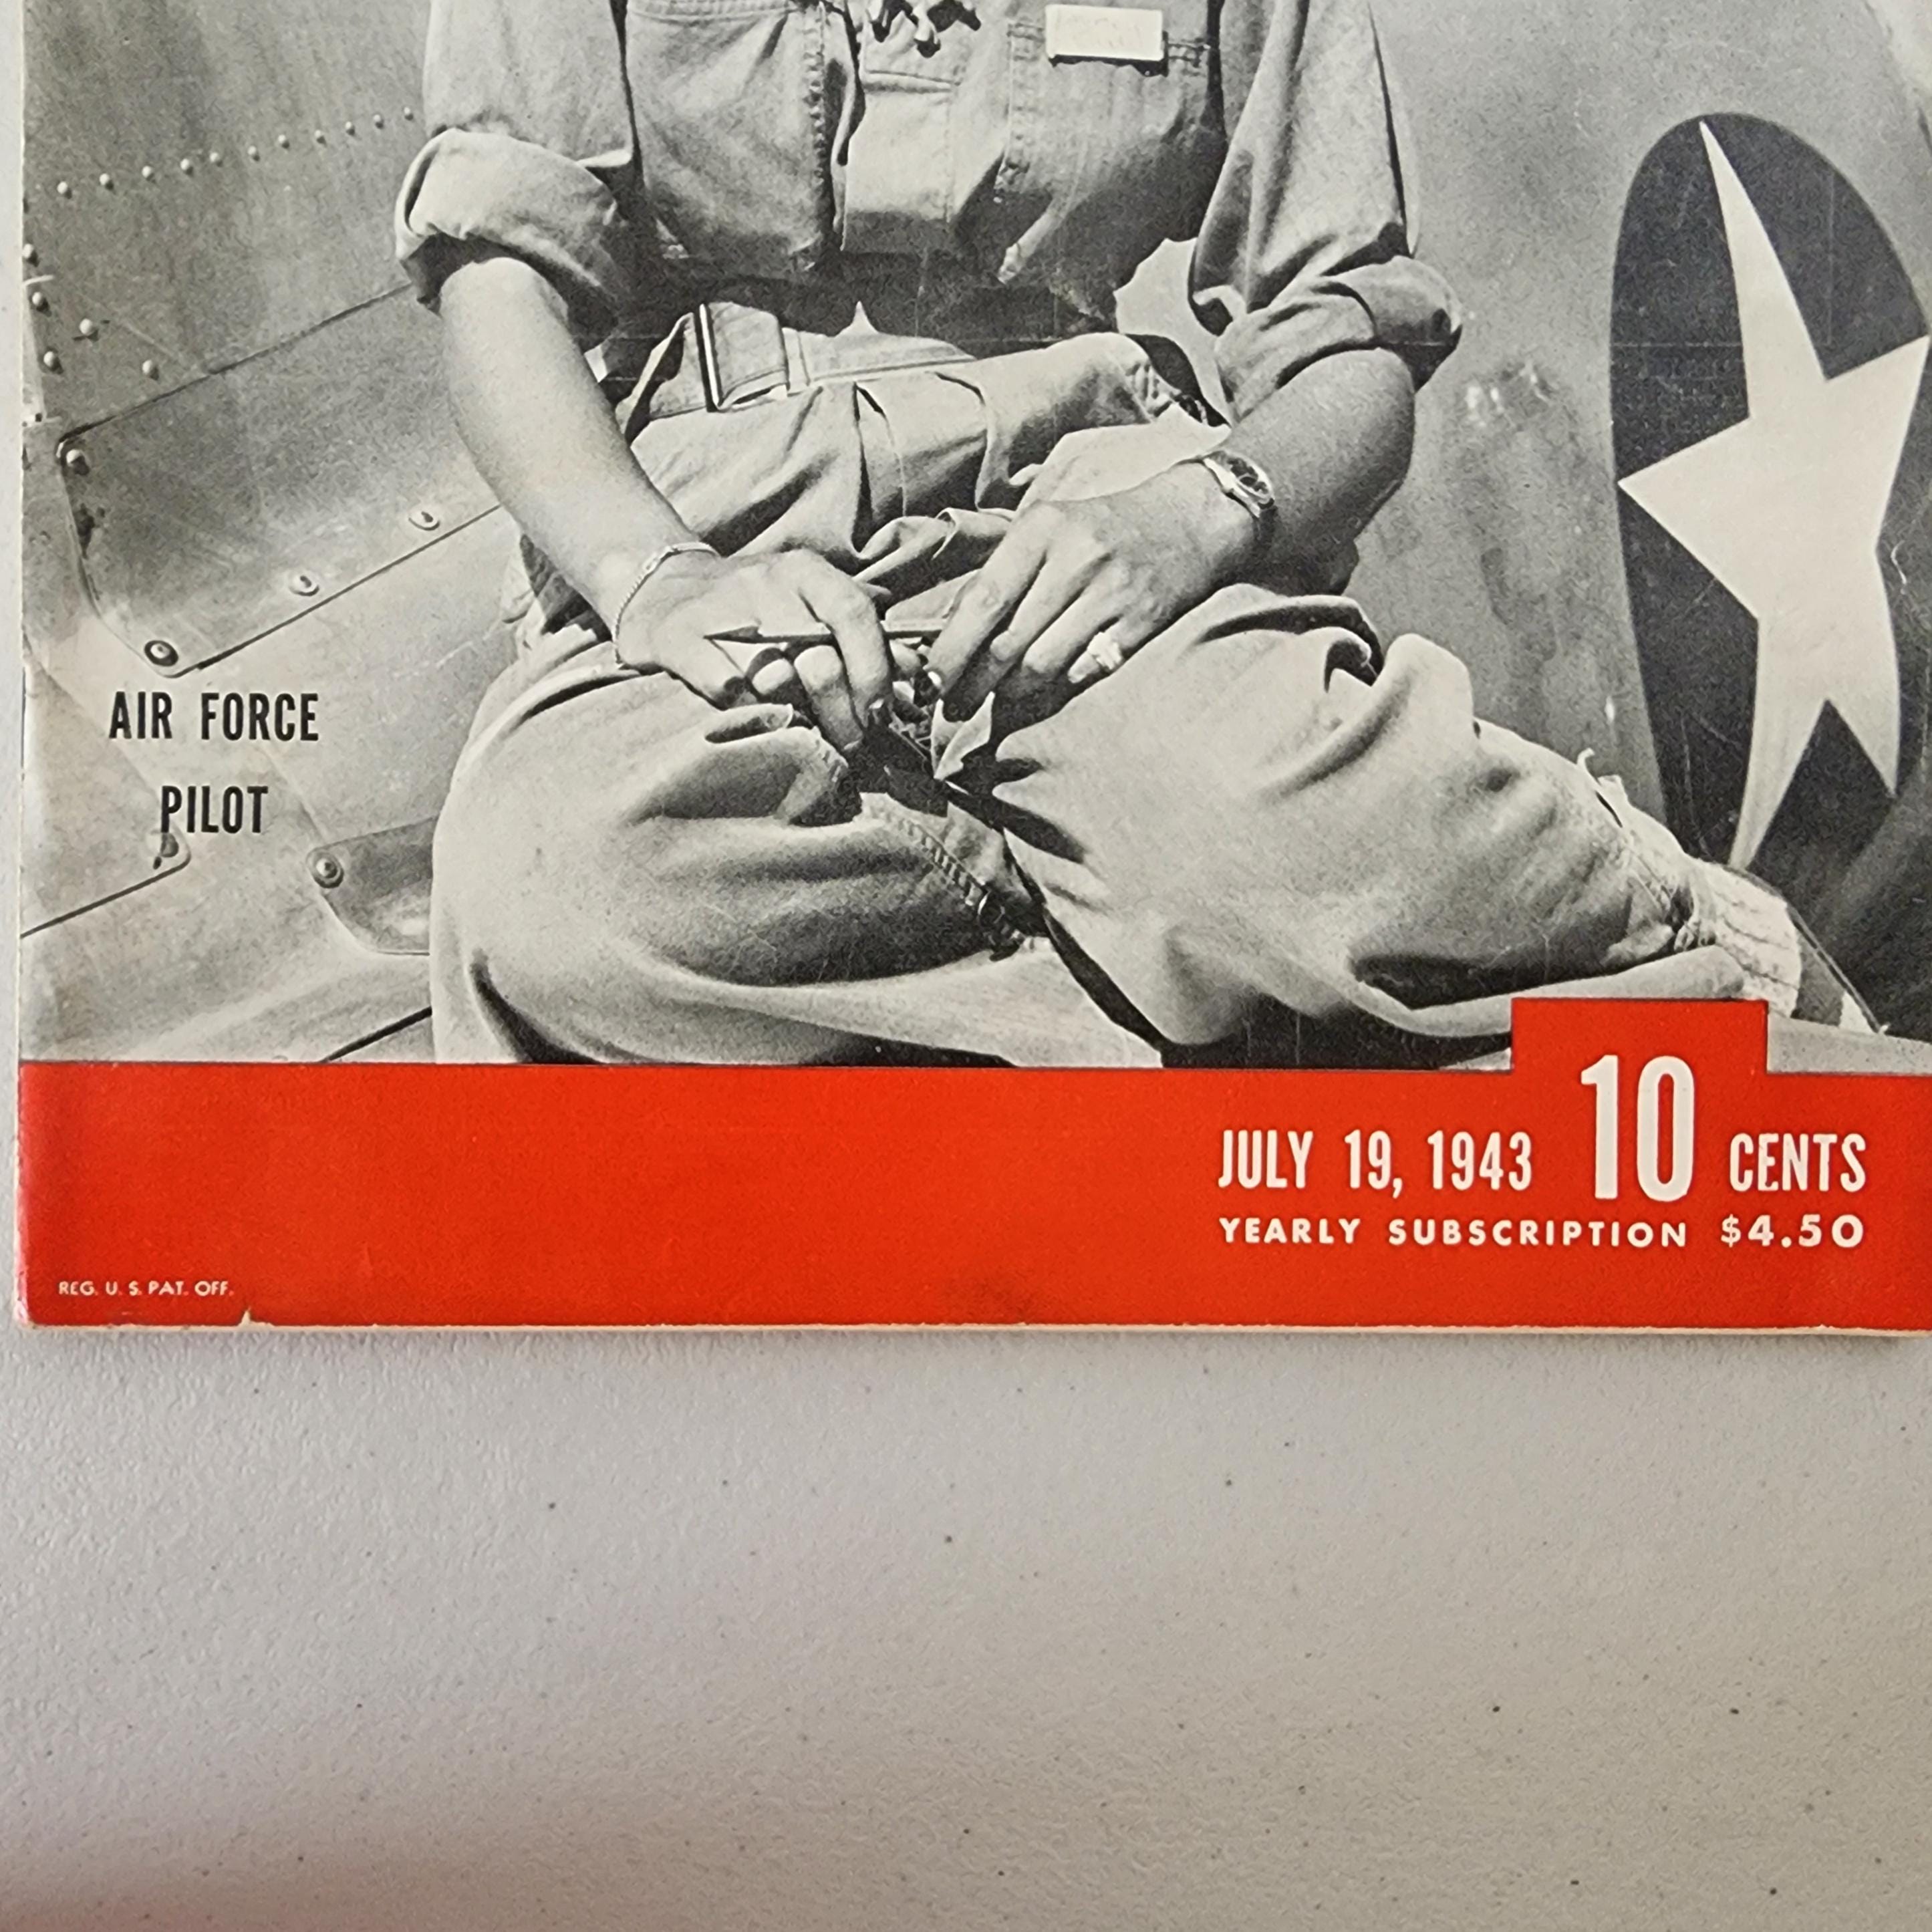 AIR FORCE
PILOT
JULY 19, 1943 10 CENTS
YEARLY SUBSCRIPTION $4.50
REG. U. S. PAT. OFF.